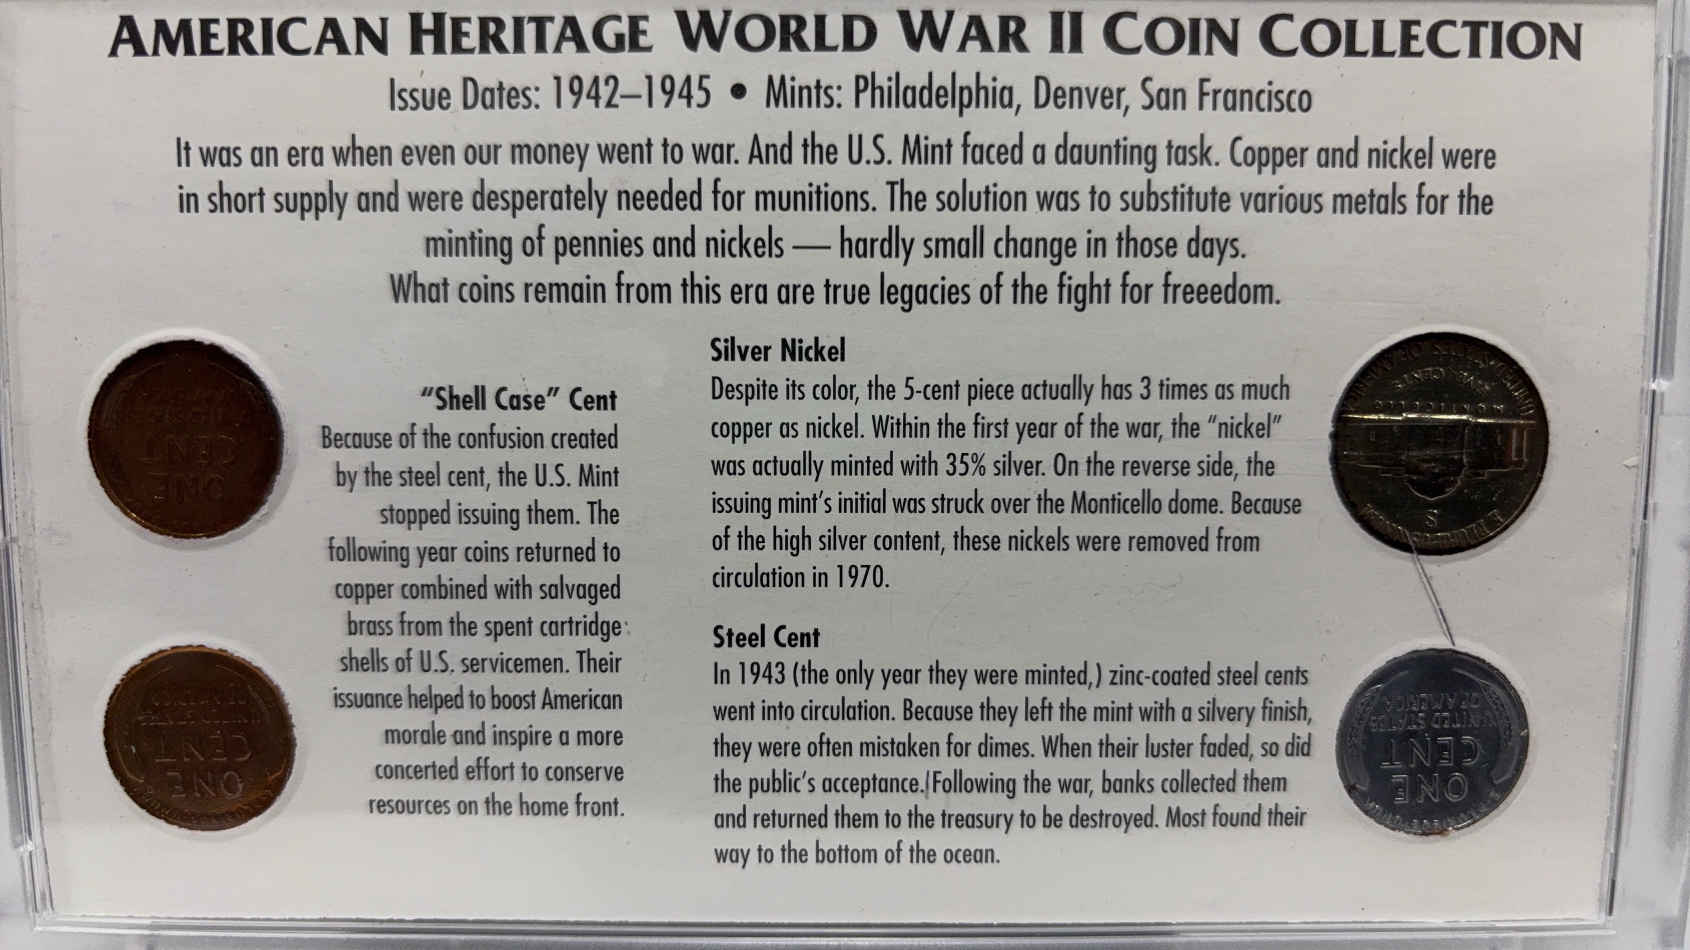 AMERICAN HERITAGE WORLD WAR II COIN COLLECTION
Issue Dates: 1942–1945 • Mints: Philadelphia, Denver, San Francisco
It was an era when even our money went to war. And the U.S. Mint faced a daunting task. Copper and nickel were
in short supply and were desperately needed for munitions. The solution was to substitute various metals for the
minting of pennies and nickels — hardly small change in those days.
What coins remain from this era are true legacies of the fight for freeedom.
“Shell Case” Cent
Because of the confusion created
by the steel cent, the U.S. Mint
stopped issuing them. The
following year coins returned to
copper combined with salvaged
brass from the spent cartridge
shells of U.S. servicemen. Their
issuance helped to boost American
morale and inspire a more
concerted effort to conserve
resources on the home front.
Silver Nickel
Despite its color, the 5-cent piece actually has 3 times as much
copper as nickel. Within the first year of the war, the “nickel”
was actually minted with 35% silver. On the reverse side, the
issuing mint’s initial was struck over the Monticello dome. Because
of the high silver content, these nickels were removed from
circulation in 1970.
Steel Cent
In 1943 (the only year they were minted,) zinc-coated steel cents
went into circulation. Because they left the mint with a silvery finish,
they were often mistaken for dimes. When their luster faded, so did
the public’s acceptance. Following the war, banks collected them
and returned them to the treasury to be destroyed. Most found their
way to the bottom of the ocean.
ONE
CENT
ONE
CENT
UNITED STATES
OF AMERICA
S
MONTICELLO
FIVE CENTS
ONE
CENT
UNITED STATES
OF AMERICA